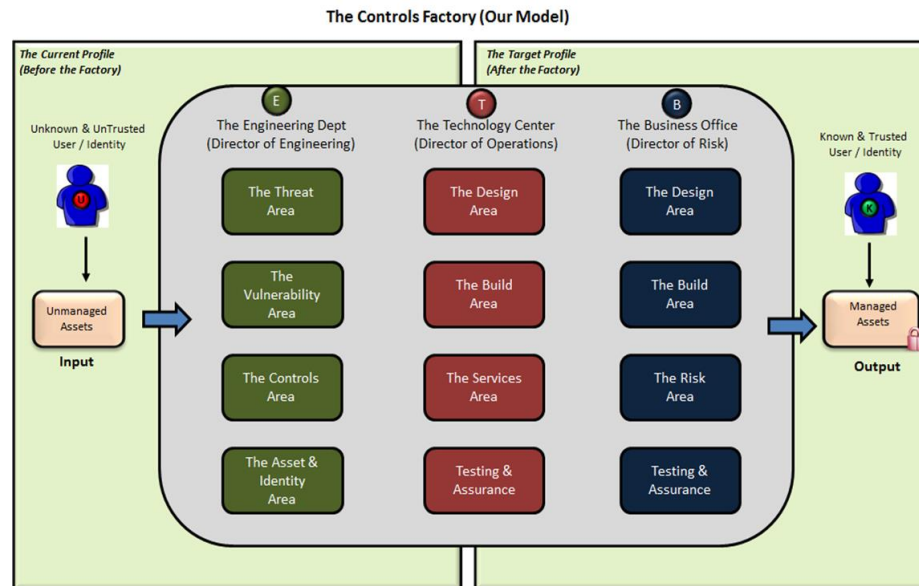 The Controls Factory (Our Model)
The Current Profile
(Before the Factory)
The Target Profile
(After the Factory)
E
T
B
The Engineering Dept
(Director of Engineering)
The Technology Center
(Director of Operations)
The Business Office
(Director of Risk)
Unknown & UnTrusted
User / Identity
U
Known & Trusted
User / Identity
K
The Threat
Area
The Design
Area
The Design
Area
The
Vulnerability
Area
The Build
Area
The Build
Area
Unmanaged
Assets
Input
Managed
Assets
Output
The Controls
Area
The Services
Area
The Risk
Area
The Asset &
Identity
Area
Testing &
Assurance
Testing &
Assurance